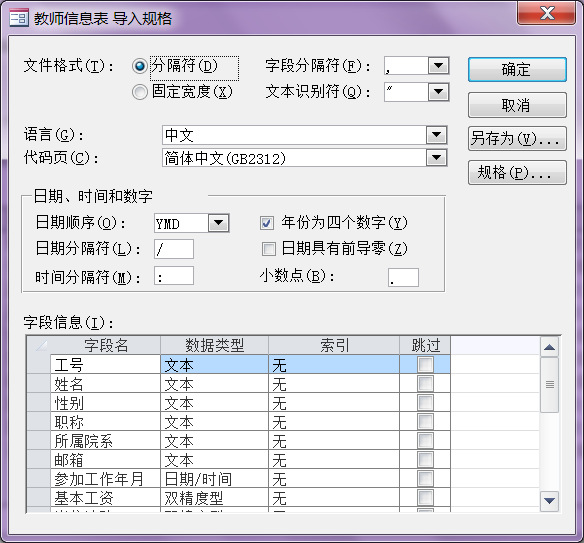 教师信息表 导入规格
文件格式(T): 分隔符(D) 字段分隔符(F): , 确定
固定宽度(X) 文本识别符(Q): " 取消
语言(G): 中文 另存为(V)...
代码页(C): 简体中文(GB2312) 规格(P)...
日期、时间和数字
日期顺序(O): YMD 年份为四个数字(Y)
日期分隔符(L): / 日期具有前导零(Z)
时间分隔符(M): : 小数点(B): .
字段信息(I):
字段名 数据类型 索引 跳过
工号 文本 无
姓名 文本 无
性别 文本 无
职称 文本 无
所属院系 文本 无
邮箱 文本 无
参加工作年月 日期/时间 无
基本工资 双精度型 无